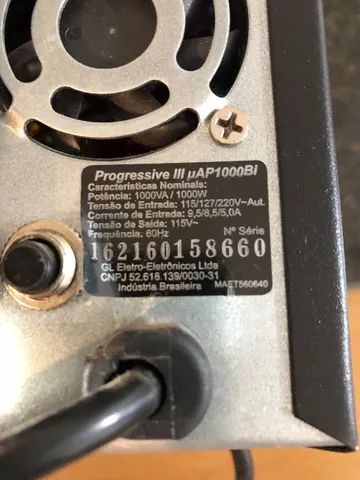 Progressive III µAP1000Bi
Características Nominais:
Potência: 1000VA / 1000W
Tensão de Entrada: 115/127/220V~Aut.
Corrente de Entrada: 9,5/8,5/5,0A
Tensão de Saída: 115V~
Frequência: 60Hz Nº Série
162160158660
GL Eletro-Eletrônicos Ltda
CNPJ 52.618.139/0030-31
Indústria Brasileira
MAET560640